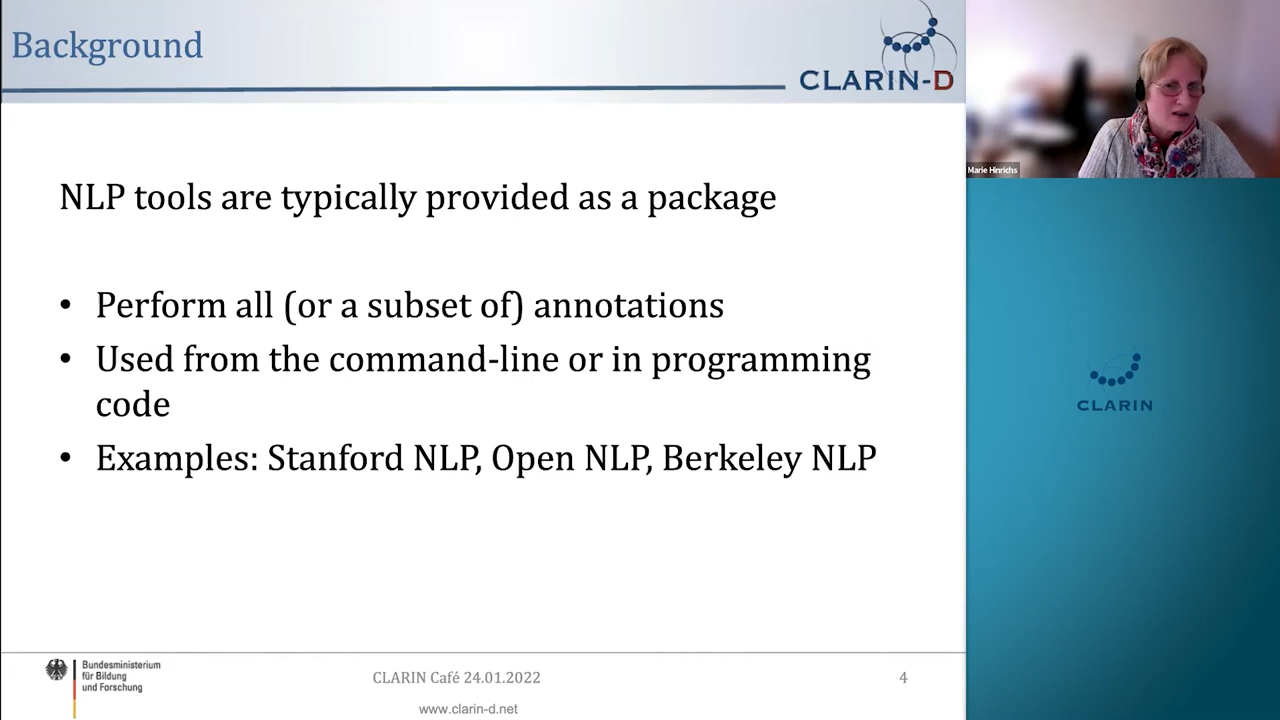 Background
CLARIN-D
Marie Hinrichs
NLP tools are typically provided as a package
• Perform all (or a subset of) annotations
• Used from the command-line or in programming
code
• Examples: Stanford NLP, Open NLP, Berkeley NLP
CLARIN
Bundesministerium
für Bildung
und Forschung
CLARIN Café 24.01.2022
4
www.clarin-d.net